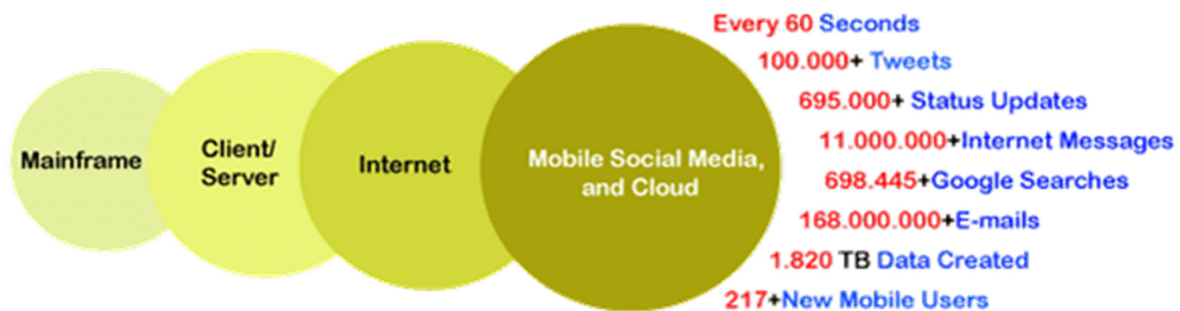 Mainframe
Client/
Server
Internet
Mobile Social Media,
and Cloud
Every 60 Seconds
100.000+ Tweets
695.000+ Status Updates
11.000.000+Internet Messages
698.445+Google Searches
168.000.000+E-mails
1.820 TB Data Created
217+New Mobile Users